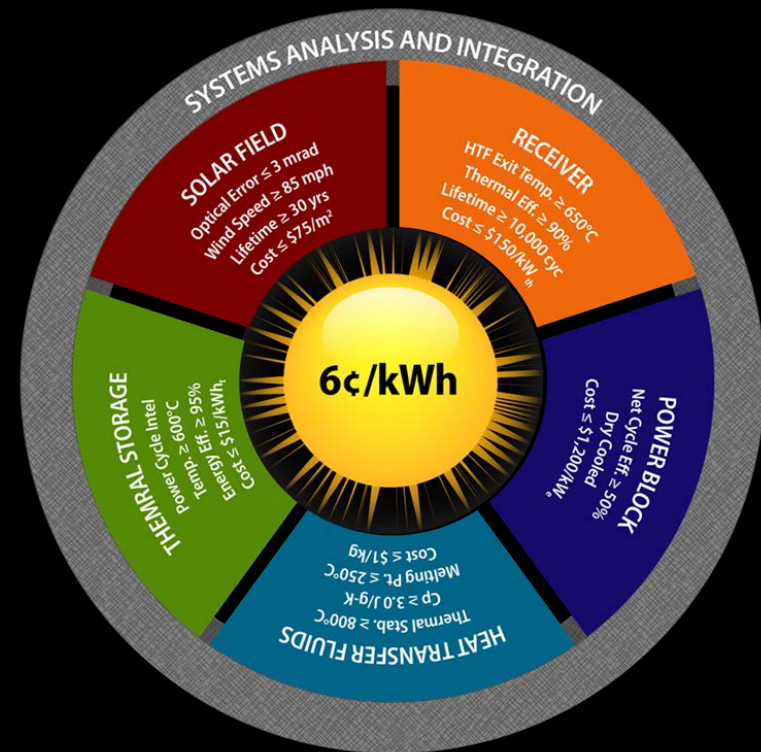 SYSTEMS ANALYSIS AND INTEGRATION
SOLAR FIELD
Optical Error ≤ 3 mrad
Wind Speed ≥ 85 mph
Lifetime ≥ 30 yrs
Cost ≤ $75/m²
RECEIVER
HTF Exit Temp. ≥ 650°C
Thermal Eff. ≥ 90%
Lifetime ≥ 10,000 cyc
Cost ≤ $150/kWth
POWER BLOCK
Net Cycle Eff. ≥ 50%
Dry Cooled
Cost ≤ $1,200/kWe
HEAT TRANSFER FLUIDS
Thermal Stab. ≥ 800°C
Cp ≥ 3.0 J/g-K
Melting Pt. ≤ 250°C
Cost ≤ $1/kg
THEMRAL STORAGE
Power Cycle Intel
Temp. ≥ 600°C
Energy Eff. ≥ 95%
Cost ≤ $15/kWht
6¢/kWh